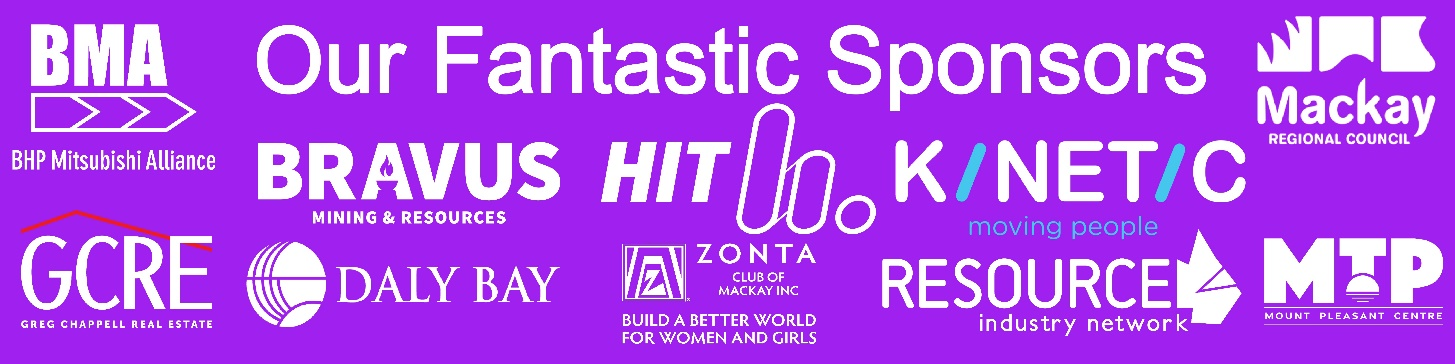 Our Fantastic Sponsors
BMA
BHP Mitsubishi Alliance
BRAVUS
MINING & RESOURCES
HIT
KINETIC
moving people
Mackay
REGIONAL COUNCIL
GCRE
GREG CHAPPELL REAL ESTATE
DALY BAY
Z
ZONTA
CLUB OF
MACKAY INC
BUILD A BETTER WORLD
FOR WOMEN AND GIRLS
RESOURCE
industry network
MTP
MOUNT PLEASANT CENTRE